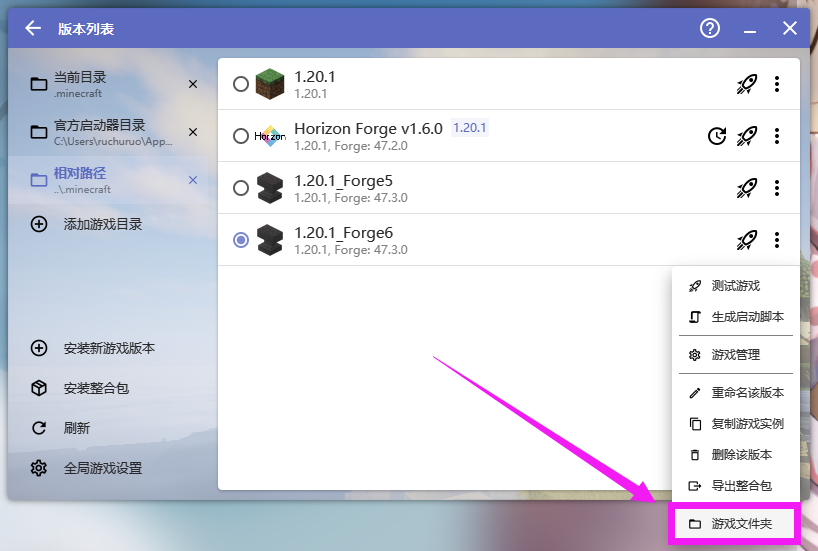 版本列表
当前目录
.minecraft
官方启动器目录
C:\Users\ruchuruo\App...
相对路径
..\.minecraft
添加游戏目录
安装新游戏版本
安装整合包
刷新
全局游戏设置
1.20.1
1.20.1
Horizon
Horizon Forge v1.6.0 1.20.1
1.20.1, Forge: 47.2.0
1.20.1_Forge5
1.20.1, Forge: 47.3.0
1.20.1_Forge6
1.20.1, Forge: 47.3.0
测试游戏
生成启动脚本
游戏管理
重命名该版本
复制游戏实例
删除该版本
导出整合包
游戏文件夹